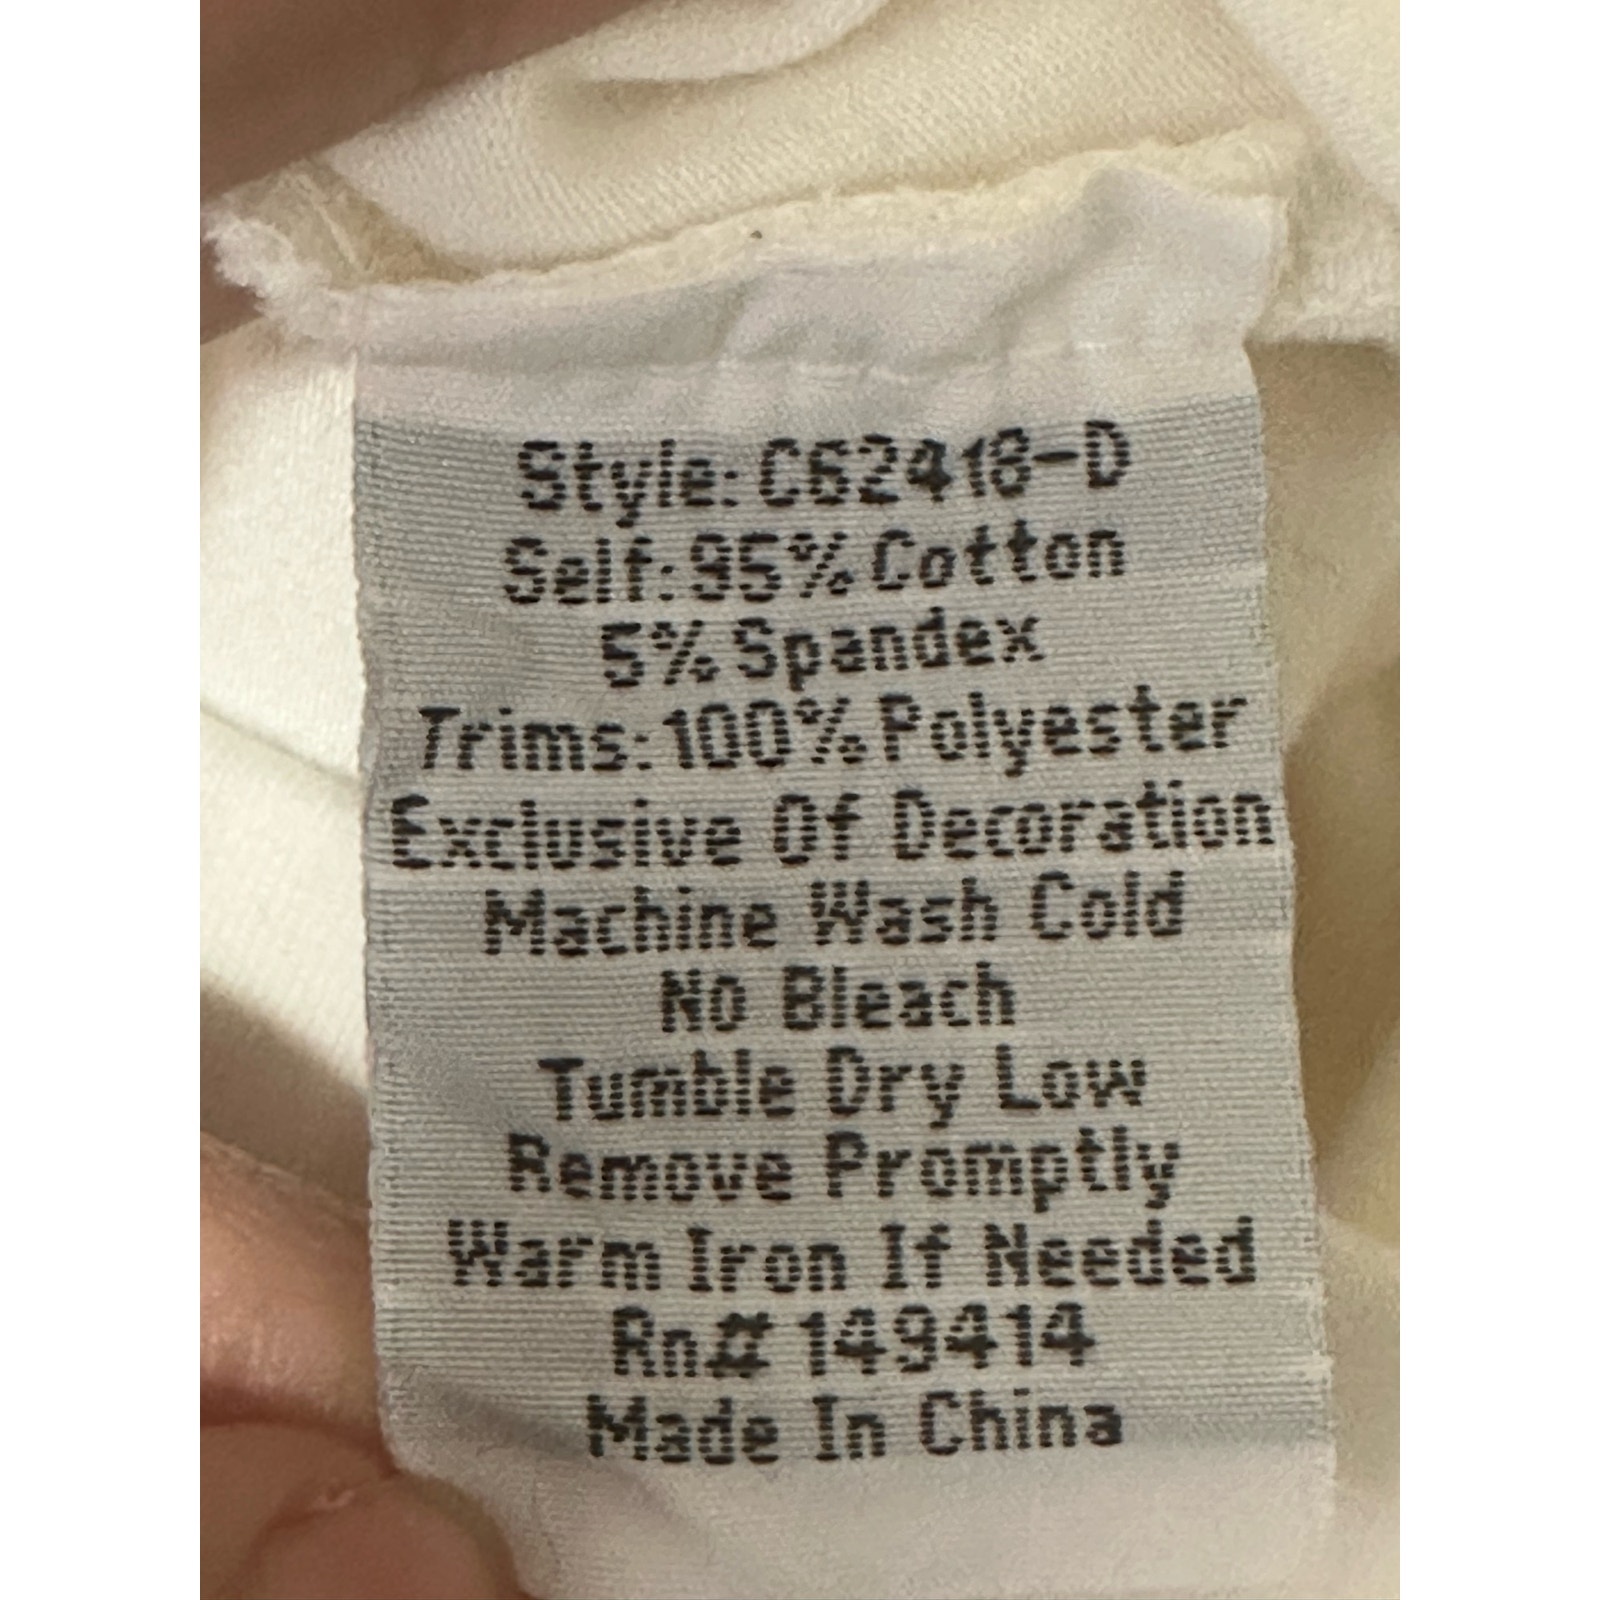 Style: C62418-D
Self: 95% Cotton
5% Spandex
Trims: 100% Polyester
Exclusive Of Decoration
Machine Wash Cold
No Bleach
Tumble Dry Low
Remove Promptly
Warm Iron If Needed
Rn# 149414
Made In China